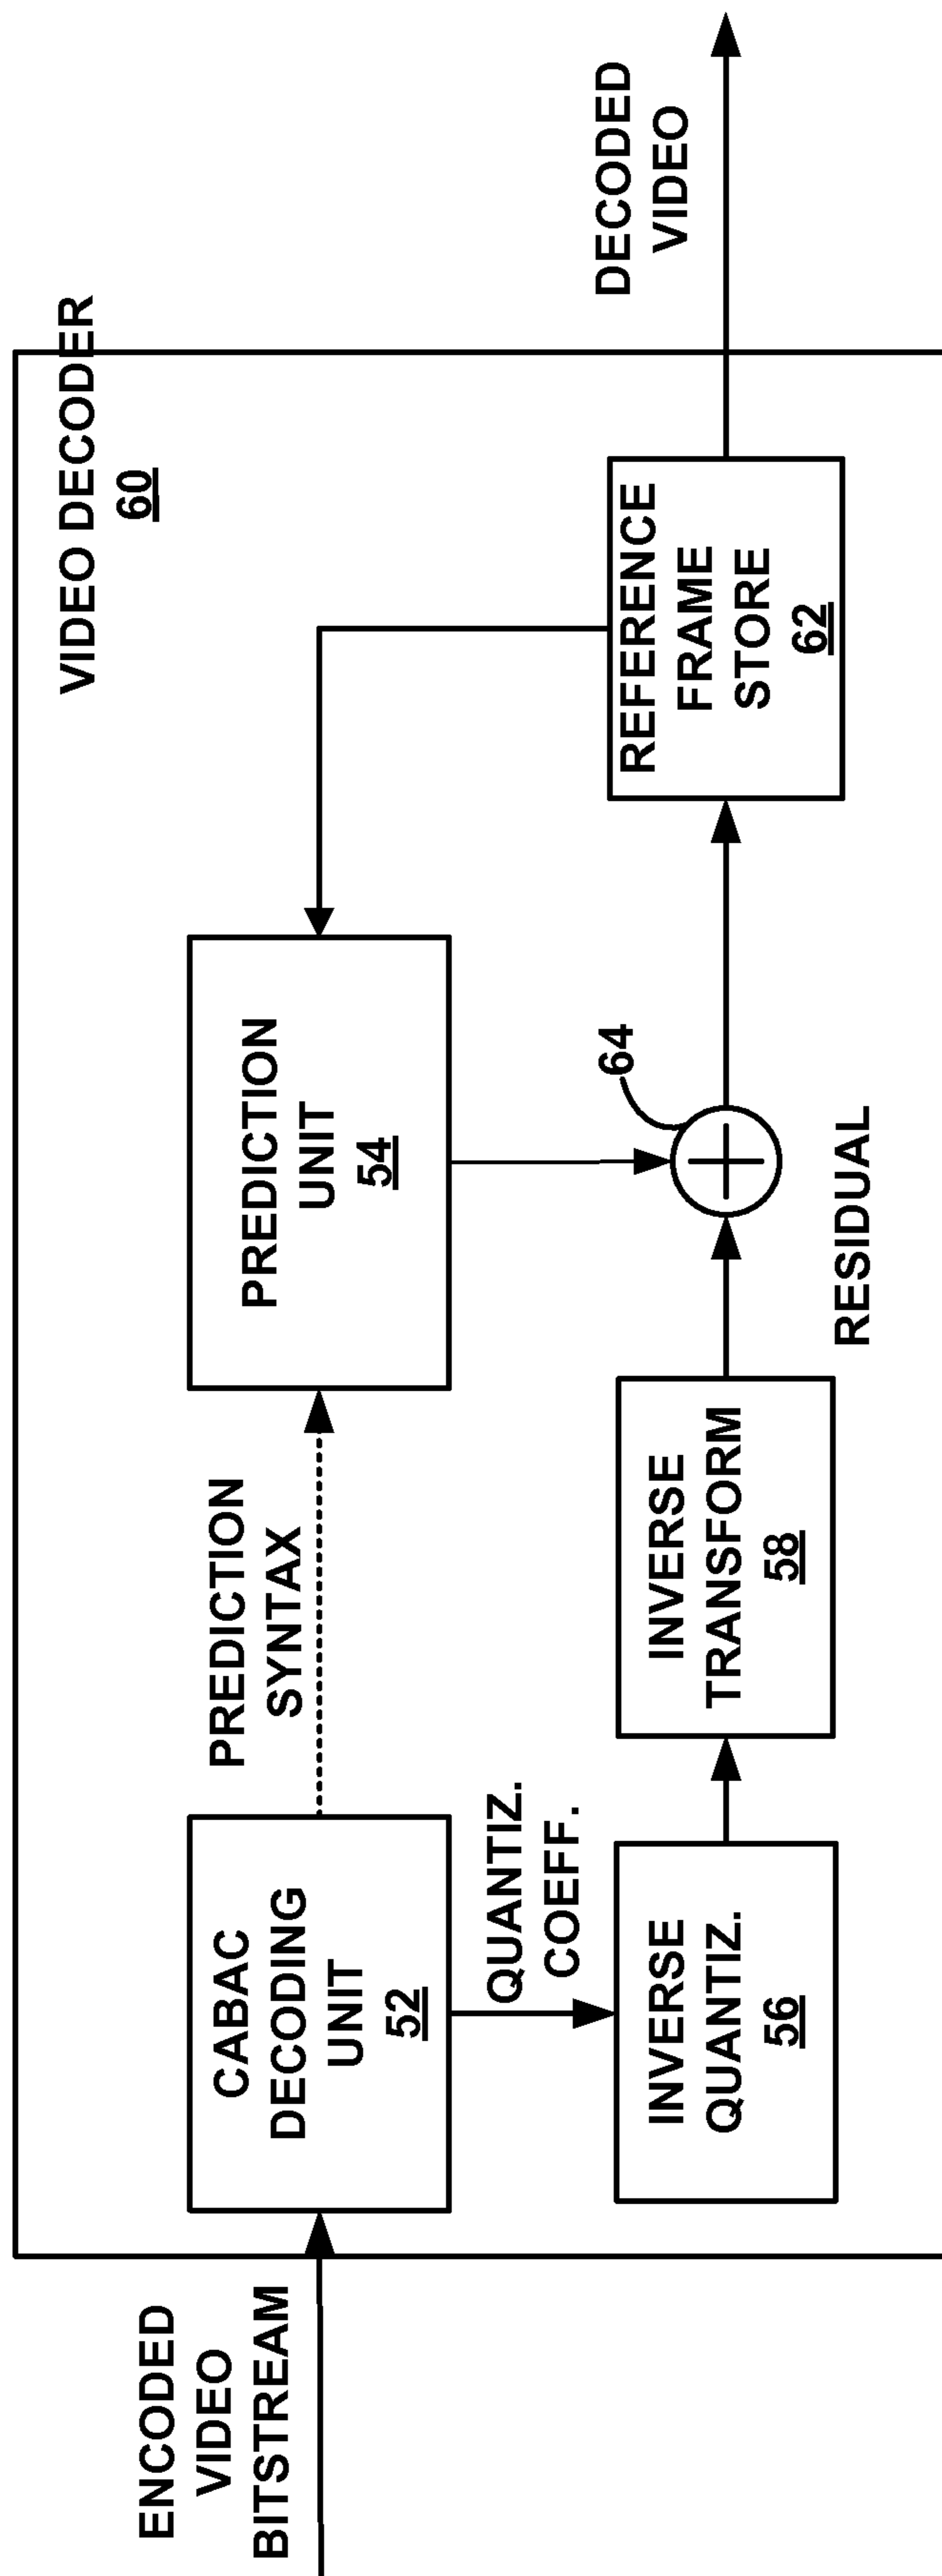 VIDEO DECODER
60
ENCODED
VIDEO
BITSTREAM
CABAC
DECODING
UNIT
52
PREDICTION
SYNTAX
PREDICTION
UNIT
54
QUANTIZ.
COEFF.
INVERSE
QUANTIZ.
56
INVERSE
TRANSFORM
58
RESIDUAL
64
REFERENCE
FRAME
STORE
62
DECODED
VIDEO